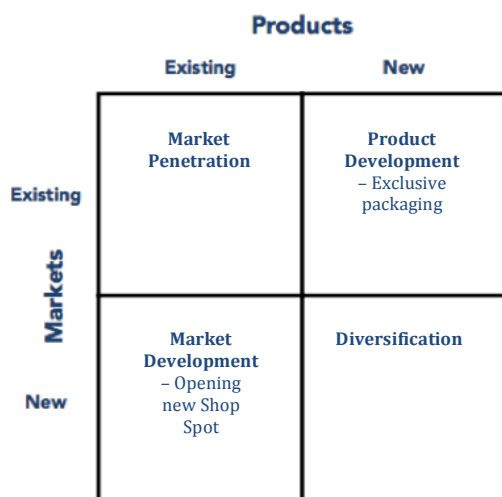 Products
Existing
New
Market
Penetration
Product
Development
– Exclusive
packaging
Existing
Markets
Market
Development
– Opening
new Shop
Spot
Diversification
New